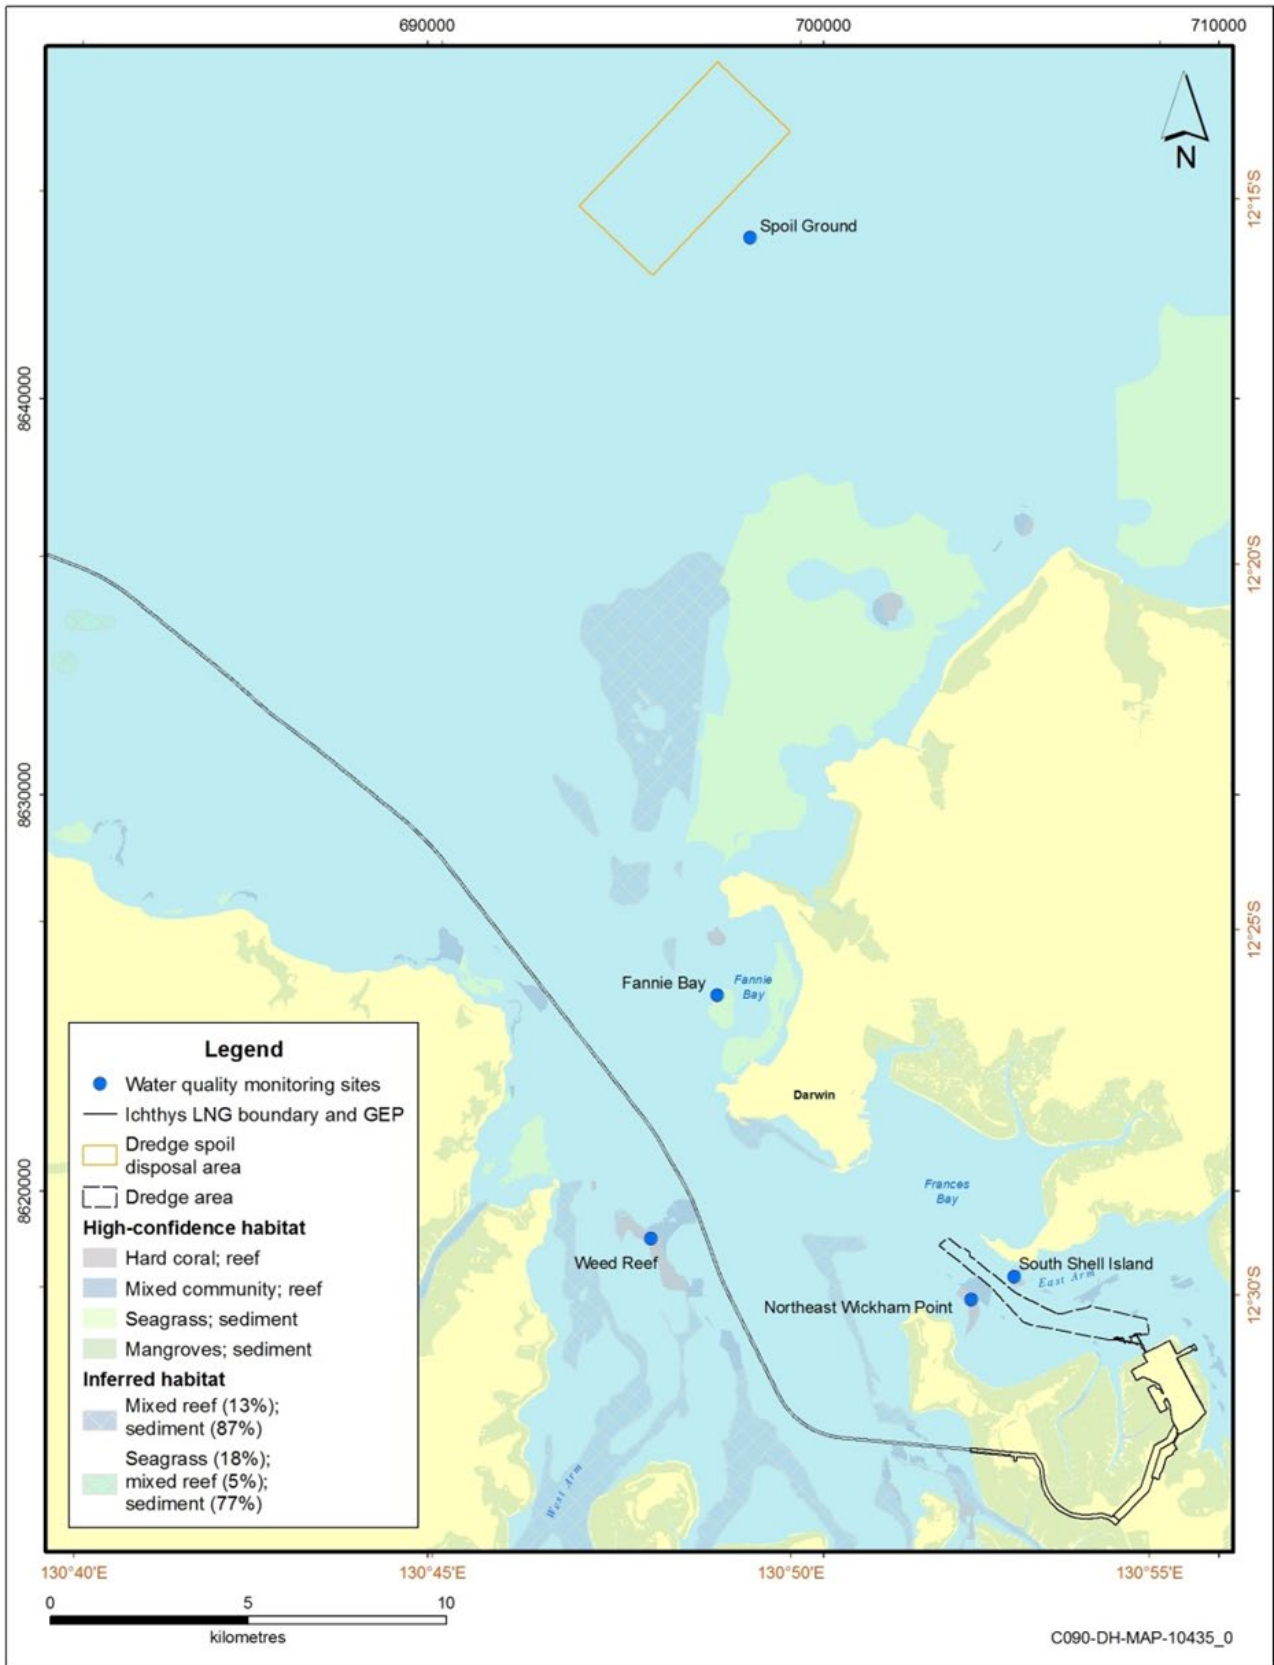 690000
700000
710000
N
12°15'S
Spoil Ground
8640000
12°20'S
8630000
12°25'S
Fannie Bay
Fannie
Bay
Darwin
8620000
Frances
Bay
Weed Reef
South Shell Island
East Arm
Northeast Wickham Point
12°30'S
West Arm
Legend
Water quality monitoring sites
Ichthys LNG boundary and GEP
Dredge spoil
disposal area
Dredge area
High-confidence habitat
Hard coral; reef
Mixed community; reef
Seagrass; sediment
Mangroves; sediment
Inferred habitat
Mixed reef (13%);
sediment (87%)
Seagrass (18%);
mixed reef (5%);
sediment (77%)
130°40'E
130°45'E
130°50'E
130°55'E
0 5 10
kilometres
C090-DH-MAP-10435_0